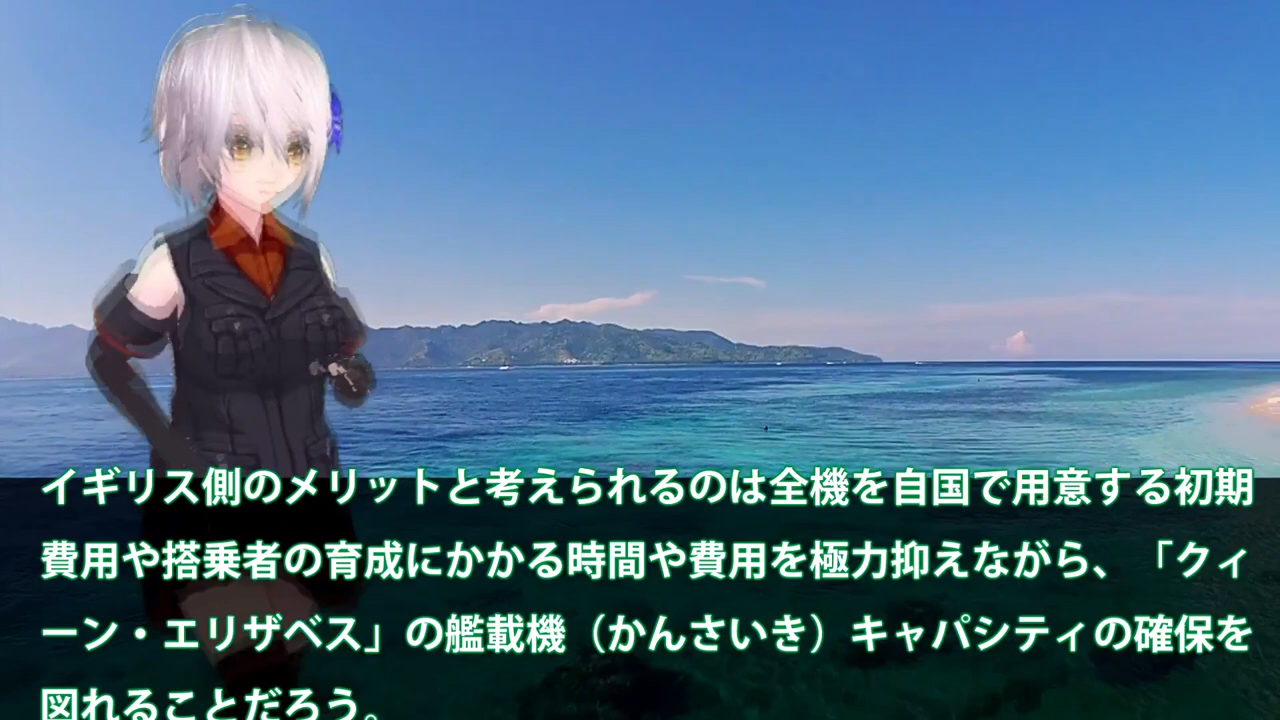 イギリス側のメリットと考えられるのは全機を自国で用意する初期
費用や搭乗者の育成にかかる時間や費用を極力抑えながら、「クィ
ーン・エリザベス」の艦載機（かんさいき）キャパシティの確保を
図れることだろう。